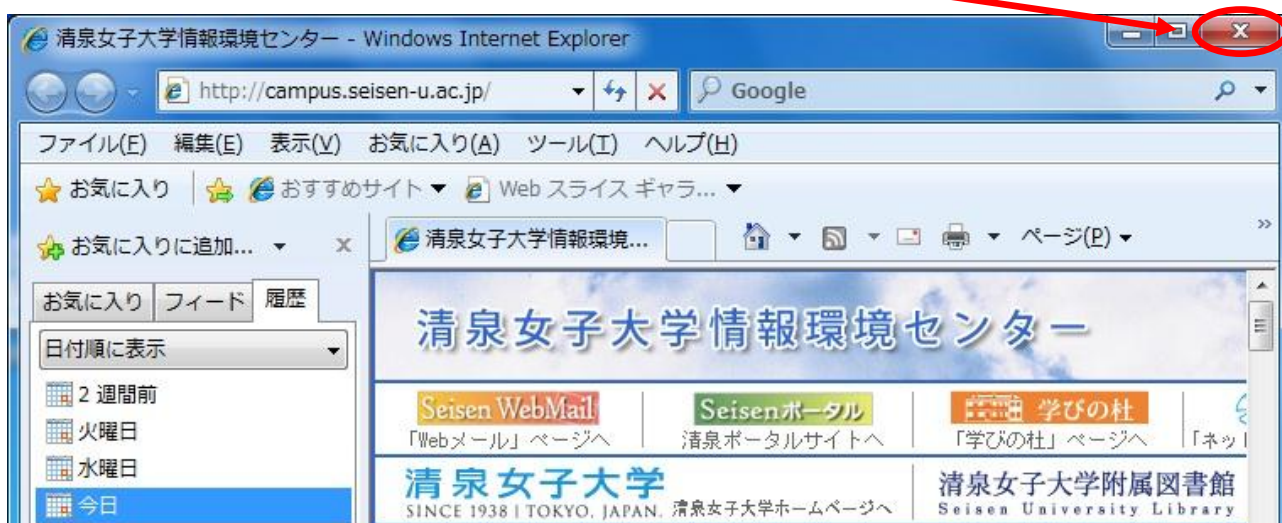 清泉女子大学情報環境センター - Windows Internet Explorer
http://campus.seisen-u.ac.jp/ Google
ファイル(F) 編集(E) 表示(V) お気に入り(A) ツール(T) ヘルプ(H)
お気に入り おすすめサイト Web スライス ギャラ...
お気に入りに追加... x 清泉女子大学情報環境... ページ(P) »
お気に入り フィード 履歴
日付順に表示
2 週間前
火曜日
水曜日
今日
清泉女子大学情報環境センター
Seisen WebMail Seisenポータル 学びの杜
「Webメール」ページへ 清泉ポータルサイトへ 「学びの杜」ページへ 「ネッ
清泉女子大学 清泉女子大学附属図書館
SINCE 1938 | TOKYO, JAPAN. 清泉女子大学ホームページへ Seisen University Library